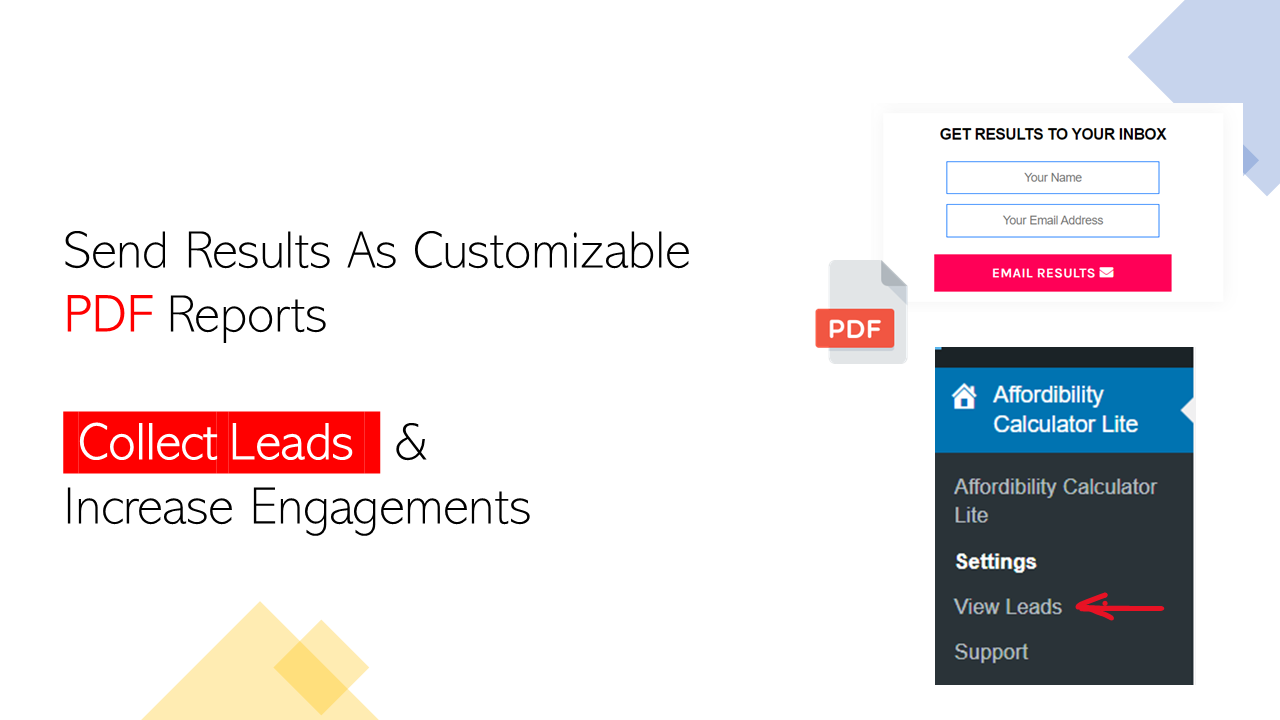 Send Results As Customizable
PDF Reports
Collect Leads &
Increase Engagements
GET RESULTS TO YOUR INBOX
Your Name
Your Email Address
EMAIL RESULTS
PDF
Affordibility
Calculator Lite
Affordibility Calculator
Lite
Settings
View Leads
Support